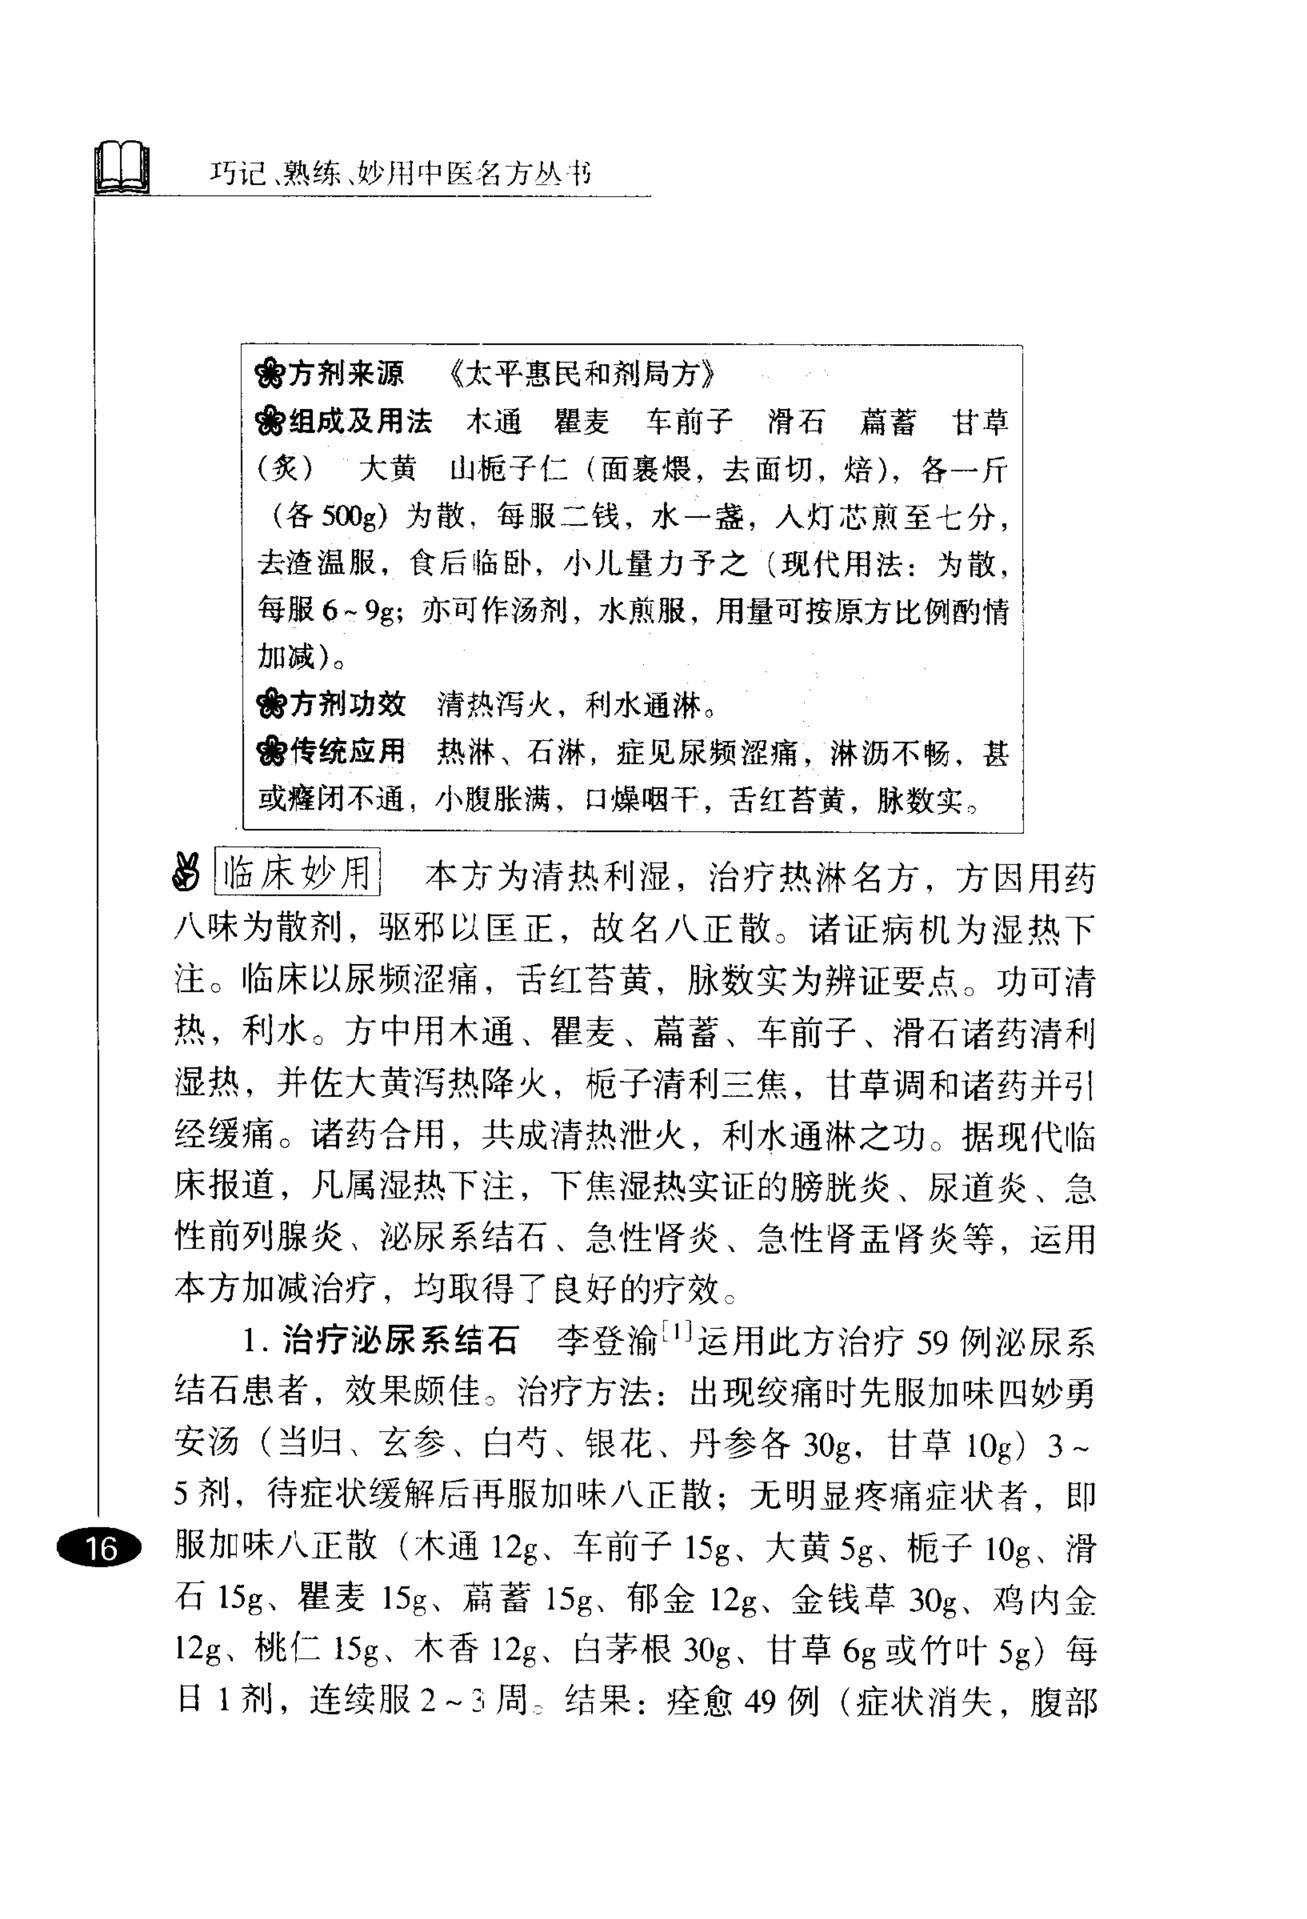 巧记、熟练、妙用中医名方丛书
方剂来源 《太平惠民和剂局方》
组成及用法 木通 瞿麦 车前子 滑石 萹蓄 甘草
(炙) 大黄 山栀子仁（面裹煨，去面切，焙），各一斤
（各500g）为散，每服二钱，水一盏，入灯芯煎至七分，
去渣温服，食后临卧，小儿量力予之（现代用法：为散，
每服6~9g；亦可作汤剂，水煎服，用量可按原方比例酌情
加减）。
方剂功效 清热泻火，利水通淋。
传统应用 热淋、石淋，症见尿频涩痛，淋沥不畅，甚
或癃闭不通，小腹胀满，口燥咽干，舌红苔黄，脉数实。
临床妙用 本方为清热利湿，治疗热淋名方，方因用药
八味为散剂，驱邪以匡正，故名八正散。诸证病机为湿热下
注。临床以尿频涩痛，舌红苔黄，脉数实为辨证要点。功可清
热，利水。方中用木通、瞿麦、萹蓄、车前子、滑石诸药清利
湿热，并佐大黄泻热降火，栀子清利三焦，甘草调和诸药并引
经缓痛。诸药合用，共成清热泄火，利水通淋之功。据现代临
床报道，凡属湿热下注，下焦湿热实证的膀胱炎、尿道炎、急
性前列腺炎、泌尿系结石、急性肾炎、急性肾盂肾炎等，运用
本方加减治疗，均取得了良好的疗效。
1. 治疗泌尿系结石 李登渝[1]运用此方治疗59例泌尿系
结石患者，效果颇佳。治疗方法：出现绞痛时先服加味四妙勇
安汤（当归、玄参、白芍、银花、丹参各30g，甘草10g）3~
5剂，待症状缓解后再服加味八正散；无明显疼痛症状者，即
服加味八正散（木通12g、车前子15g、大黄5g、栀子10g、滑
石15g、瞿麦15g、萹蓄15g、郁金12g、金钱草30g、鸡内金
12g、桃仁15g、木香12g、白茅根30g、甘草6g或竹叶5g）每
日1剂，连续服2~3周。结果：痊愈49例（症状消失，腹部
16